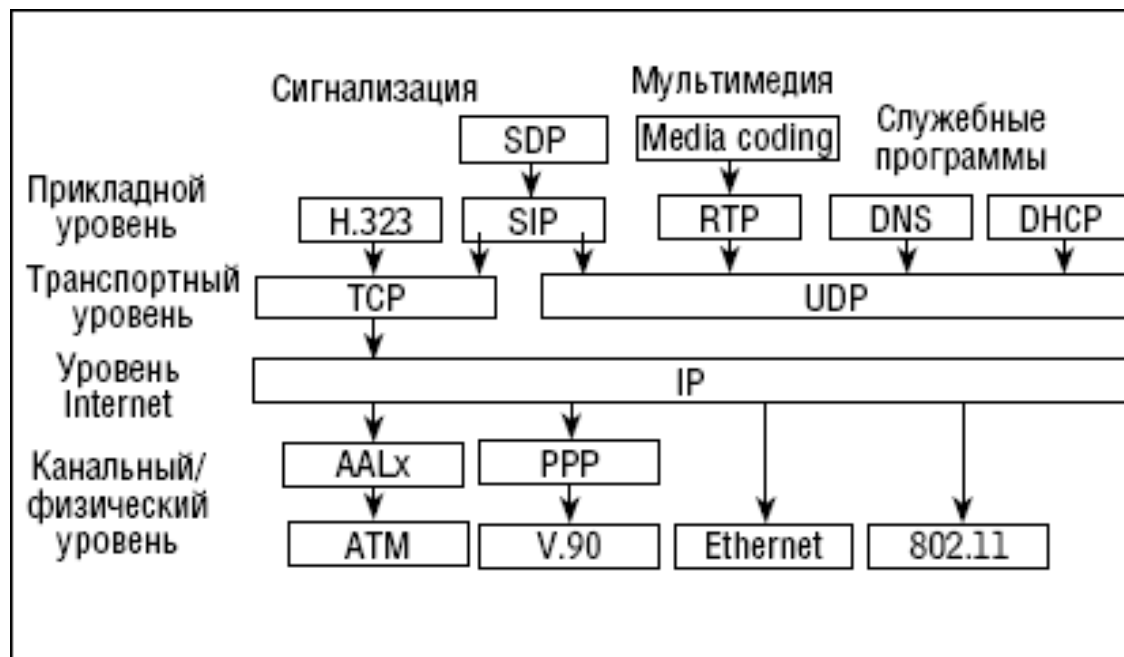 Сигнализация
Мультимедия
Служебные
программы
SDP
Media coding
Прикладной
уровень
H.323
SIP
RTP
DNS
DHCP
Транспортный
уровень
TCP
UDP
Уровень
Internet
IP
Канальный/
физический
уровень
AALx
PPP
ATM
V.90
Ethernet
802.11